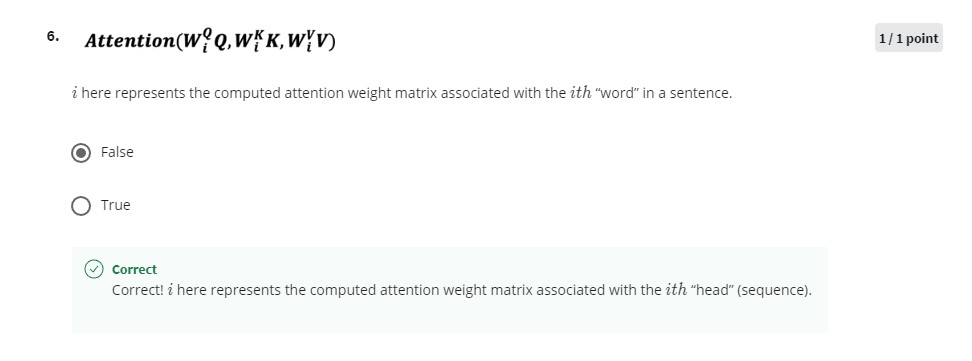 6. Attention(W_i^Q Q, W_i^K K, W_i^V V)
1 / 1 point
i here represents the computed attention weight matrix associated with the ith “word” in a sentence.
False
True
Correct
Correct! i here represents the computed attention weight matrix associated with the ith “head” (sequence).